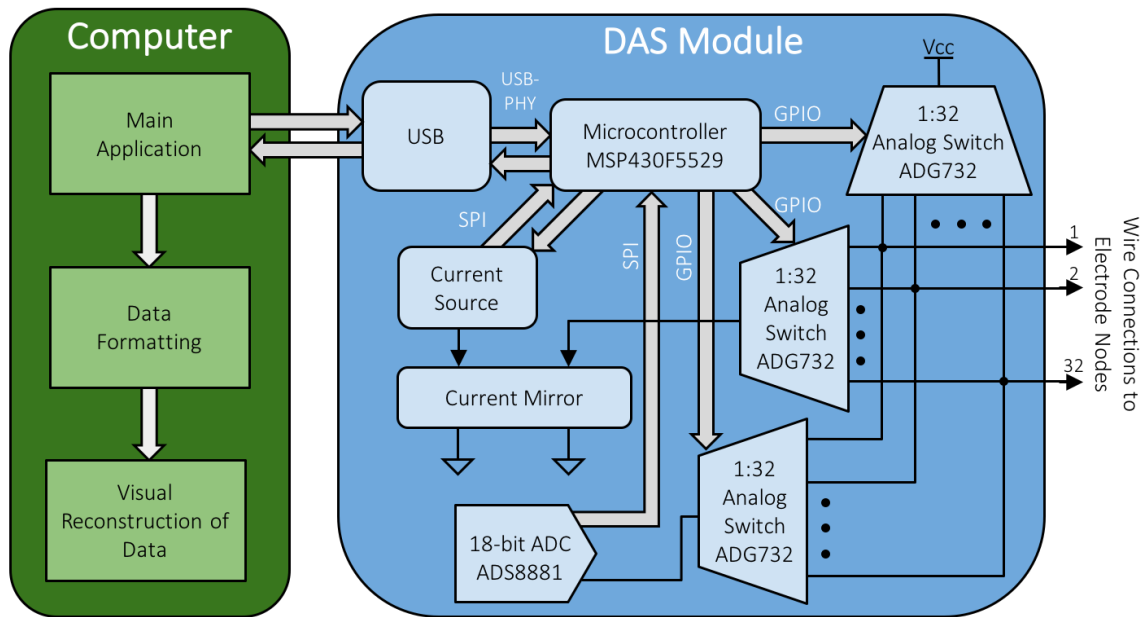 Computer
Main
Application
Data
Formatting
Visual
Reconstruction of
Data
DAS Module
USB
USB-
PHY
Microcontroller
MSP430F5529
GPIO
Vcc
1:32
Analog Switch
ADG732
SPI
Current
Source
SPI
GPIO
GPIO
1:32
Analog
Switch
ADG732
1
2
32
Wire Connections to
Electrode Nodes
Current Mirror
18-bit ADC
ADS8881
1:32
Analog
Switch
ADG732